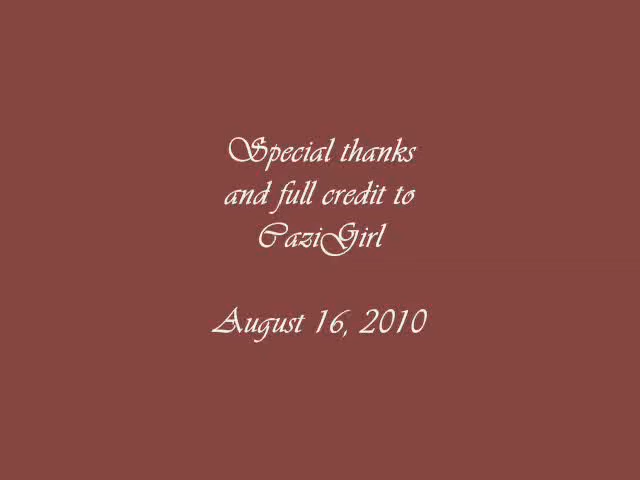 Special thanks
and full credit to
CaziGirl
August 16, 2010